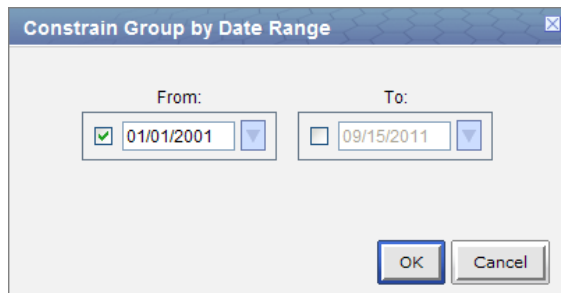 Constrain Group by Date Range
From: To:
01/01/2001 09/15/2011
OK Cancel